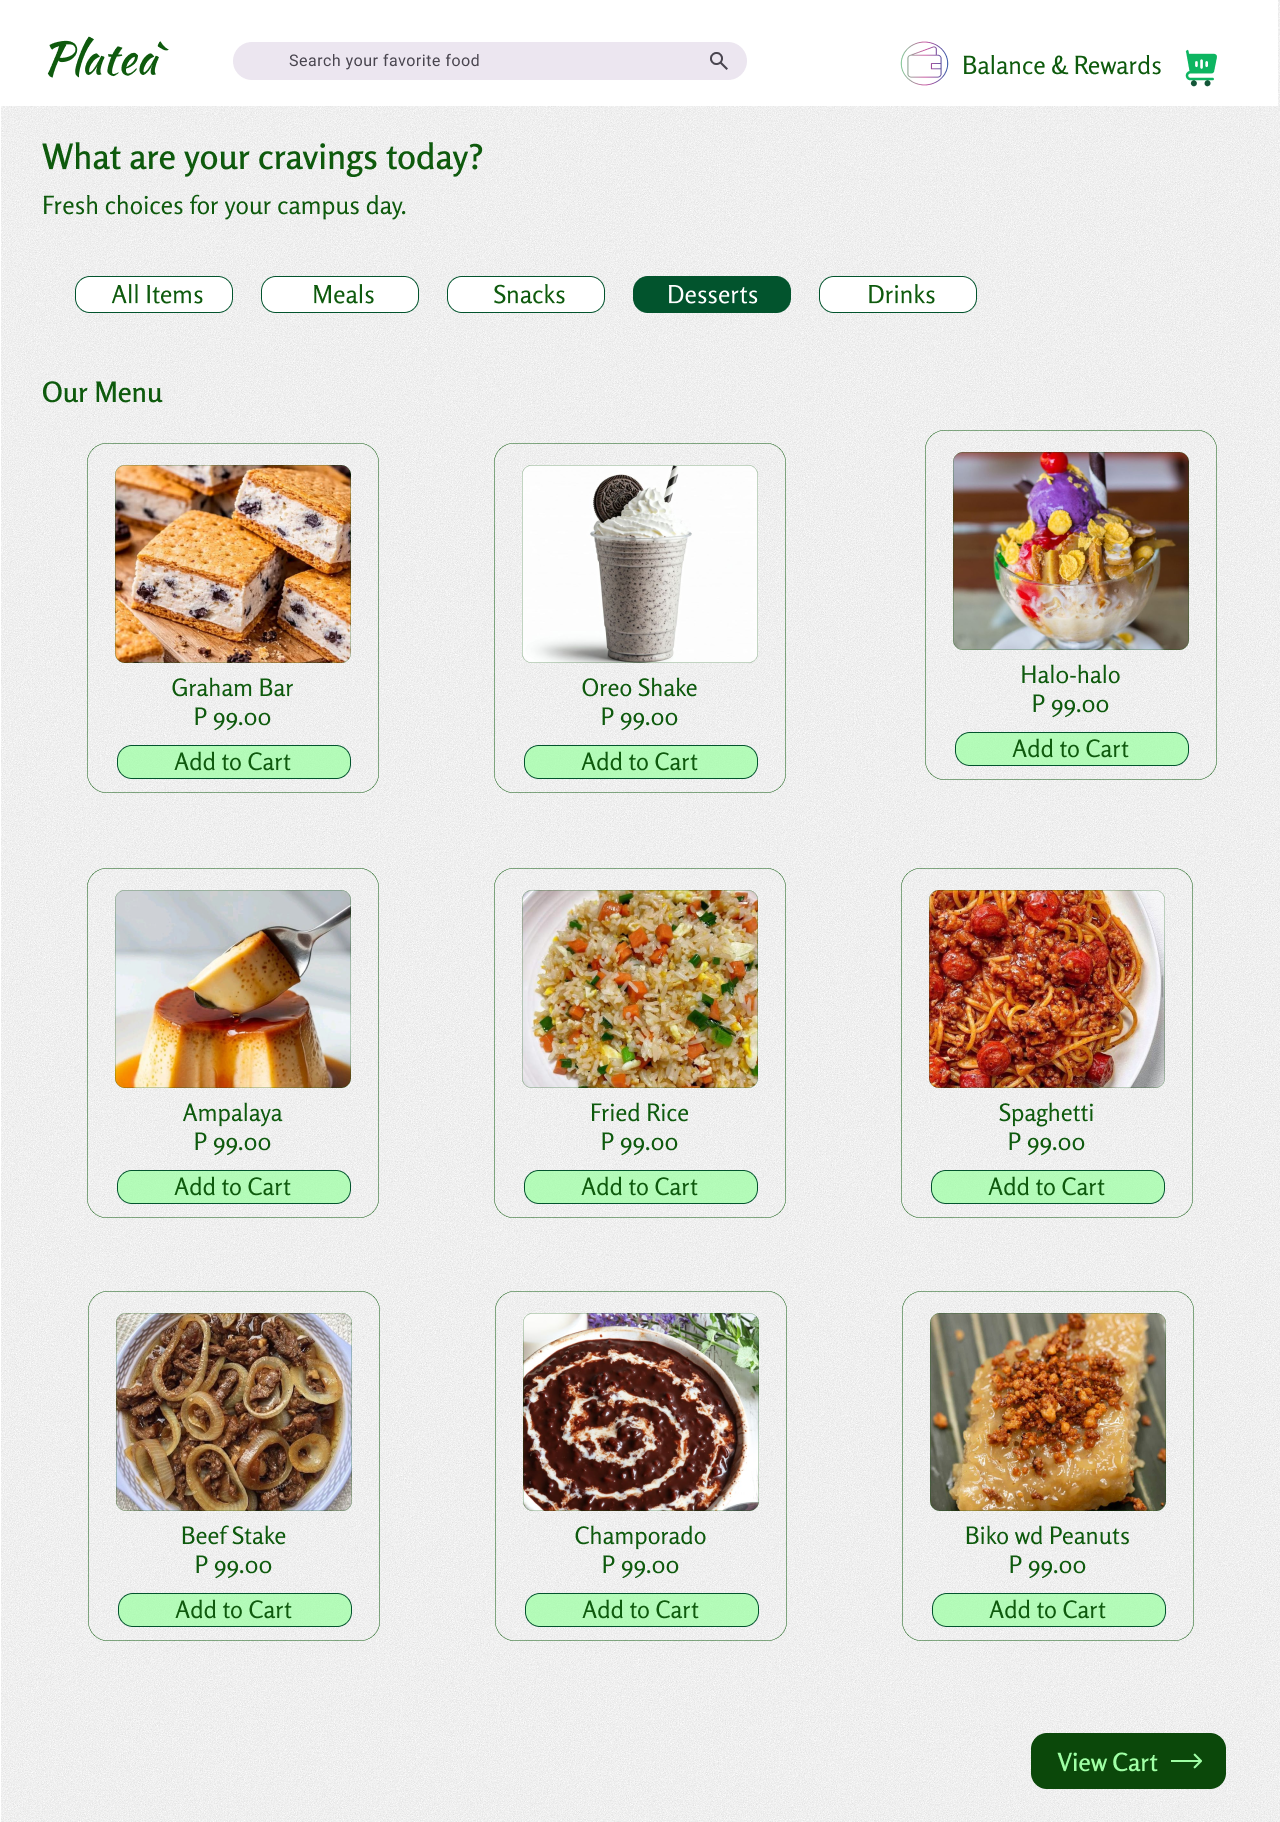 Plateà
Search your favorite food
Balance & Rewards
What are your cravings today?
Fresh choices for your campus day.
All Items
Meals
Snacks
Desserts
Drinks
Our Menu
Graham Bar
P 99.00
Add to Cart
Oreo Shake
P 99.00
Add to Cart
Halo-halo
P 99.00
Add to Cart
Ampalaya
P 99.00
Add to Cart
Fried Rice
P 99.00
Add to Cart
Spaghetti
P 99.00
Add to Cart
Beef Stake
P 99.00
Add to Cart
Champorado
P 99.00
Add to Cart
Biko wd Peanuts
P 99.00
Add to Cart
View Cart